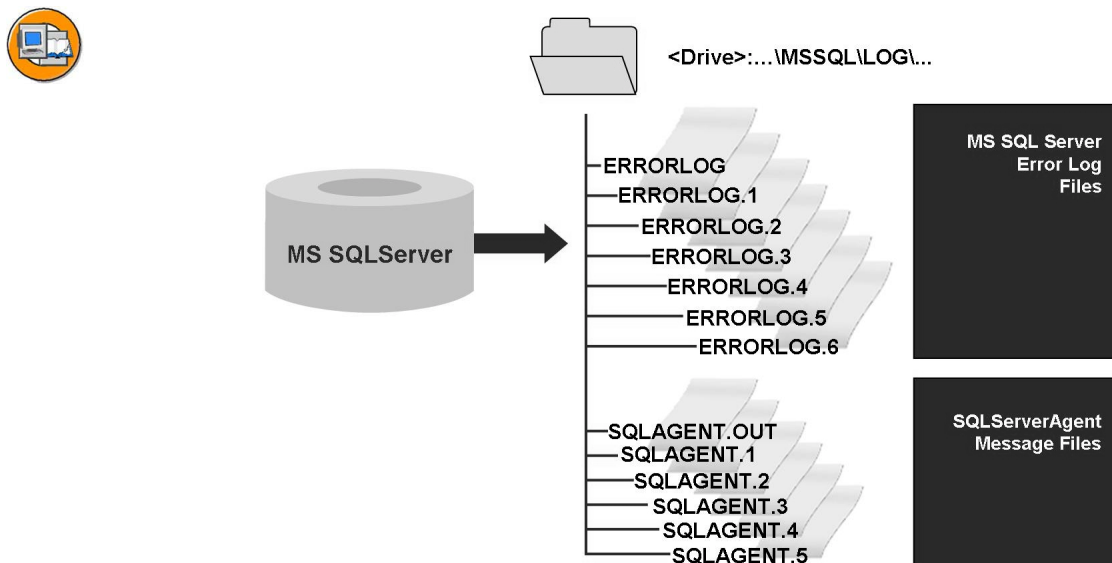 <Drive>:...\MSSQL\LOG\...
MS SQL Server
Error Log
Files
ERRORLOG
ERRORLOG.1
ERRORLOG.2
MS SQLServer
ERRORLOG.3
ERRORLOG.4
ERRORLOG.5
ERRORLOG.6
SQLServerAgent
Message Files
SQLAGENT.OUT
SQLAGENT.1
SQLAGENT.2
SQLAGENT.3
SQLAGENT.4
SQLAGENT.5